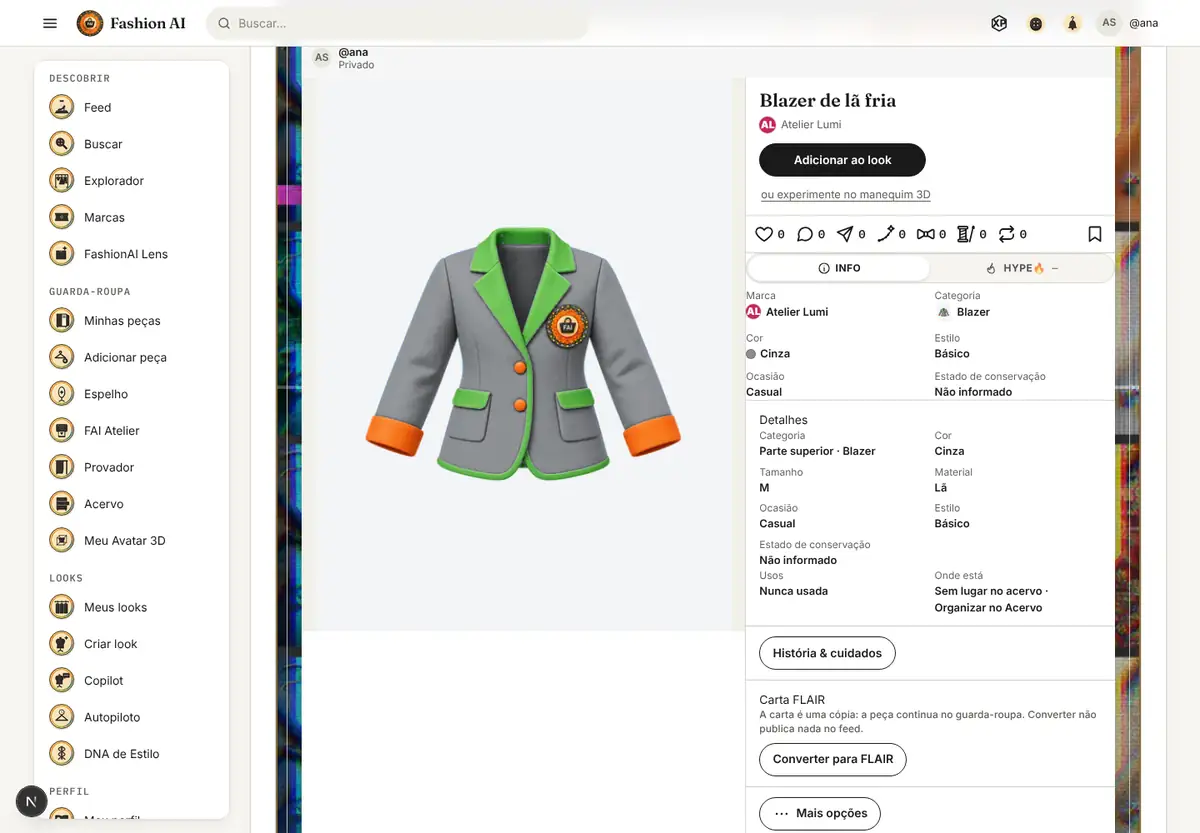 Fashion AI
Buscar...
XP
AS
@ana
DESCOBRIR
Feed
Buscar
Explorador
Marcas
FashionAI Lens
GUARDA-ROUPA
Minhas peças
Adicionar peça
Espelho
FAI Atelier
Provador
Acervo
Meu Avatar 3D
LOOKS
Meus looks
Criar look
Copilot
Autopiloto
DNA de Estilo
PERFIL
Meu perfil
N
AS
@ana
Privado
FAI
Blazer de lã fria
AL Atelier Lumi
Adicionar ao look
ou experimente no manequim 3D
0 0 0 0 0 0 0
INFO
HYPE🔥 –
Marca
AL Atelier Lumi
Categoria
Blazer
Cor
Cinza
Estilo
Básico
Ocasião
Casual
Estado de conservação
Não informado
Detalhes
Categoria
Parte superior · Blazer
Cor
Cinza
Tamanho
M
Material
Lã
Ocasião
Casual
Estilo
Básico
Estado de conservação
Não informado
Usos
Nunca usada
Onde está
Sem lugar no acervo ·
Organizar no Acervo
História & cuidados
Carta FLAIR
A carta é uma cópia: a peça continua no guarda-roupa. Converter não
publica nada no feed.
Converter para FLAIR
··· Mais opções